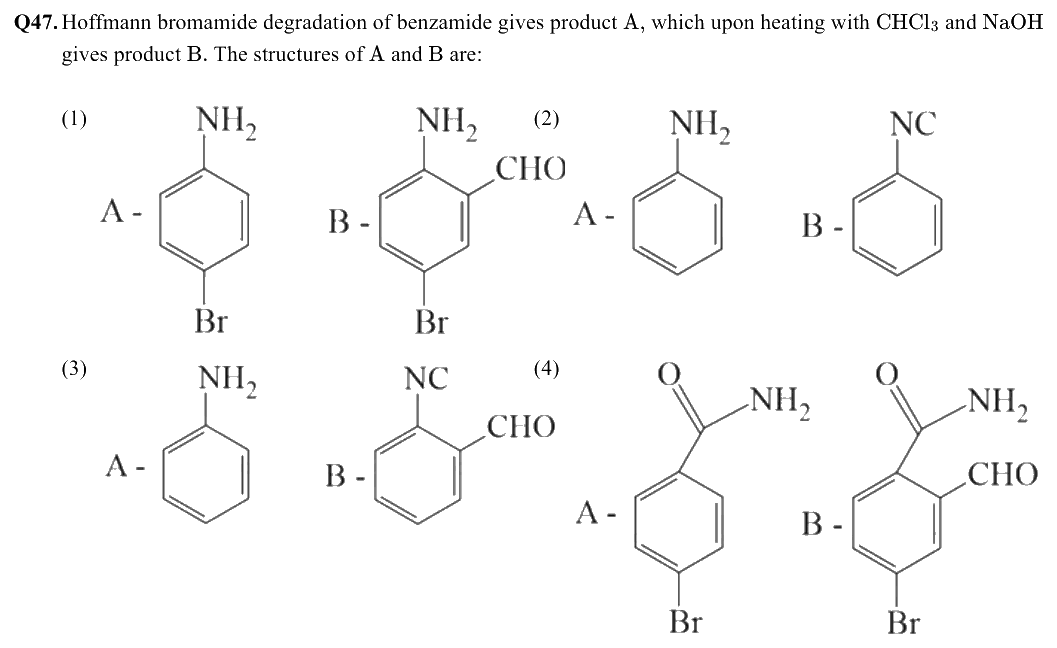 Q47. Hoffmann bromamide degradation of benzamide gives product A, which upon heating with CHCl₃ and NaOH
gives product B. The structures of A and B are:
(1) A - NH₂ Br B - NH₂ CHO Br
(2) A - NH₂ B - NC
(3) A - NH₂ B - NC CHO
(4) A - O NH₂ Br B - O NH₂ CHO Br